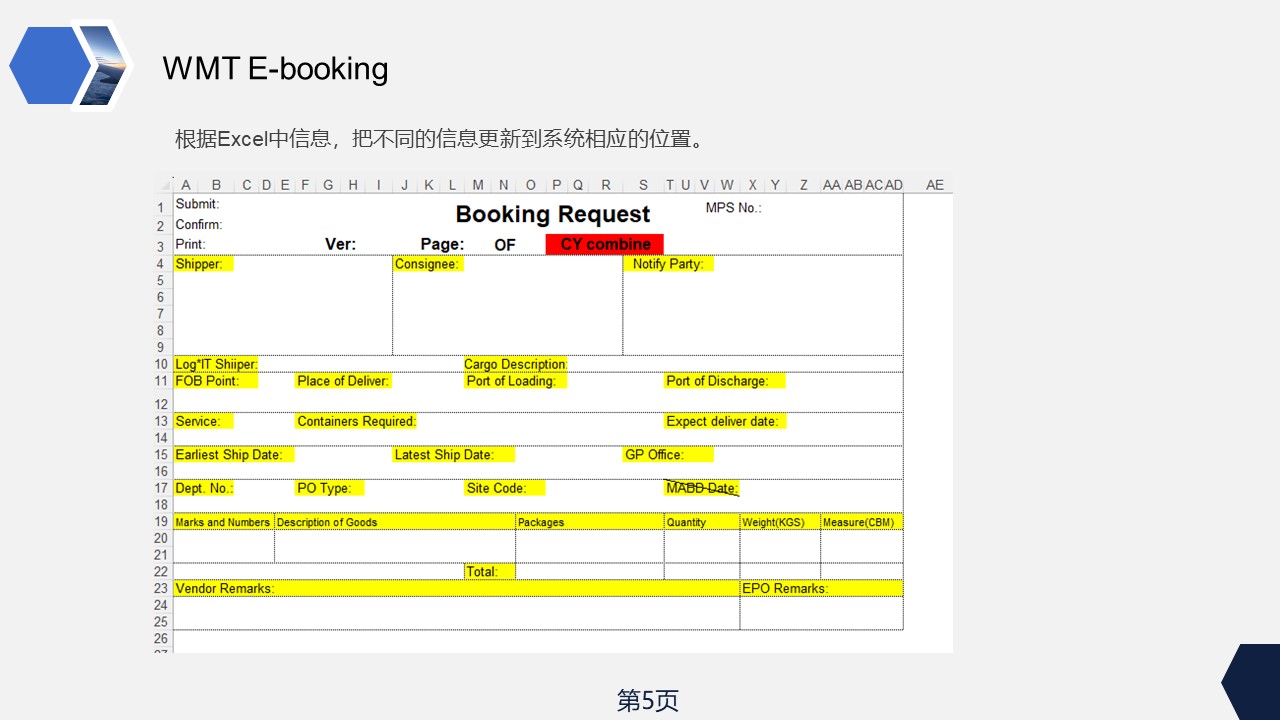 WMT E-booking
根据Excel中信息，把不同的信息更新到系统相应的位置。
A B C D E F G H I J K L M N O P Q R S T U V W X Y Z AA AB AC AD AE
1 Submit: Booking Request MPS No.:
2 Confirm:
3 Print: Ver: Page: OF CY combine
4 Shipper: Consignee: Notify Party:
5
6
7
8
9
10 Log*IT Shiiper: Cargo Description:
11 FOB Point: Place of Deliver: Port of Loading: Port of Discharge:
12
13 Service: Containers Required: Expect deliver date:
14
15 Earliest Ship Date: Latest Ship Date: GP Office:
16
17 Dept. No.: PO Type: Site Code: MABD Date:
18
19 Marks and Numbers Description of Goods Packages Quantity Weight(KGS) Measure(CBM)
20
21
22 Total:
23 Vendor Remarks: EPO Remarks:
24
25
26
第5页